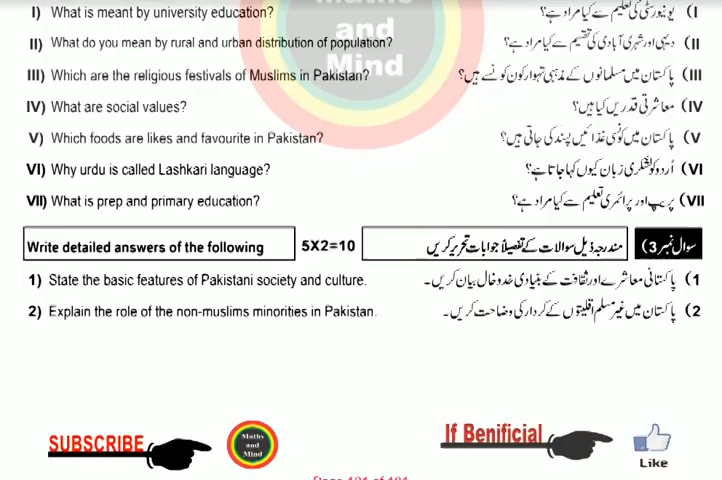 Maths
and
Mind
I) What is meant by university education? یونیورسٹی کی تعلیم سے کیا مراد ہے؟ (I
II) What do you mean by rural and urban distribution of population? دیہی اور شہری آبادی کی تقسیم سے کیا مراد ہے؟ (II
III) Which are the religious festivals of Muslims in Pakistan? پاکستان میں مسلمانوں کے مذہبی تہوار کون کونسے ہیں؟ (III
IV) What are social values? معاشرتی قدریں کیا ہیں؟ (IV
V) Which foods are likes and favourite in Pakistan? پاکستان میں کونسی غذائیں پسند کی جاتی ہیں؟ (V
VI) Why urdu is called Lashkari language? اُردو کو لشکری زبان کیوں کہا جاتا ہے؟ (VI
VII) What is prep and primary education? پریپ اور پرائمری تعلیم سے کیا مراد ہے؟ (VII
Write detailed answers of the following 5X2=10 مندرجہ ذیل سوالات کے تفصیلاً جوابات تحریر کریں سوال نمبر 3)
1) State the basic features of Pakistani society and culture. پاکستانی معاشرے اور ثقافت کے بنیادی خدوخال بیان کریں۔ (1
2) Explain the role of the non-muslims minorities in Pakistan. پاکستان میں غیر مسلم اقلیتوں کے کردار کی وضاحت کریں۔ (2
SUBSCRIBE
Maths
and
Mind
If Benificial
Like
Page 101 of 101